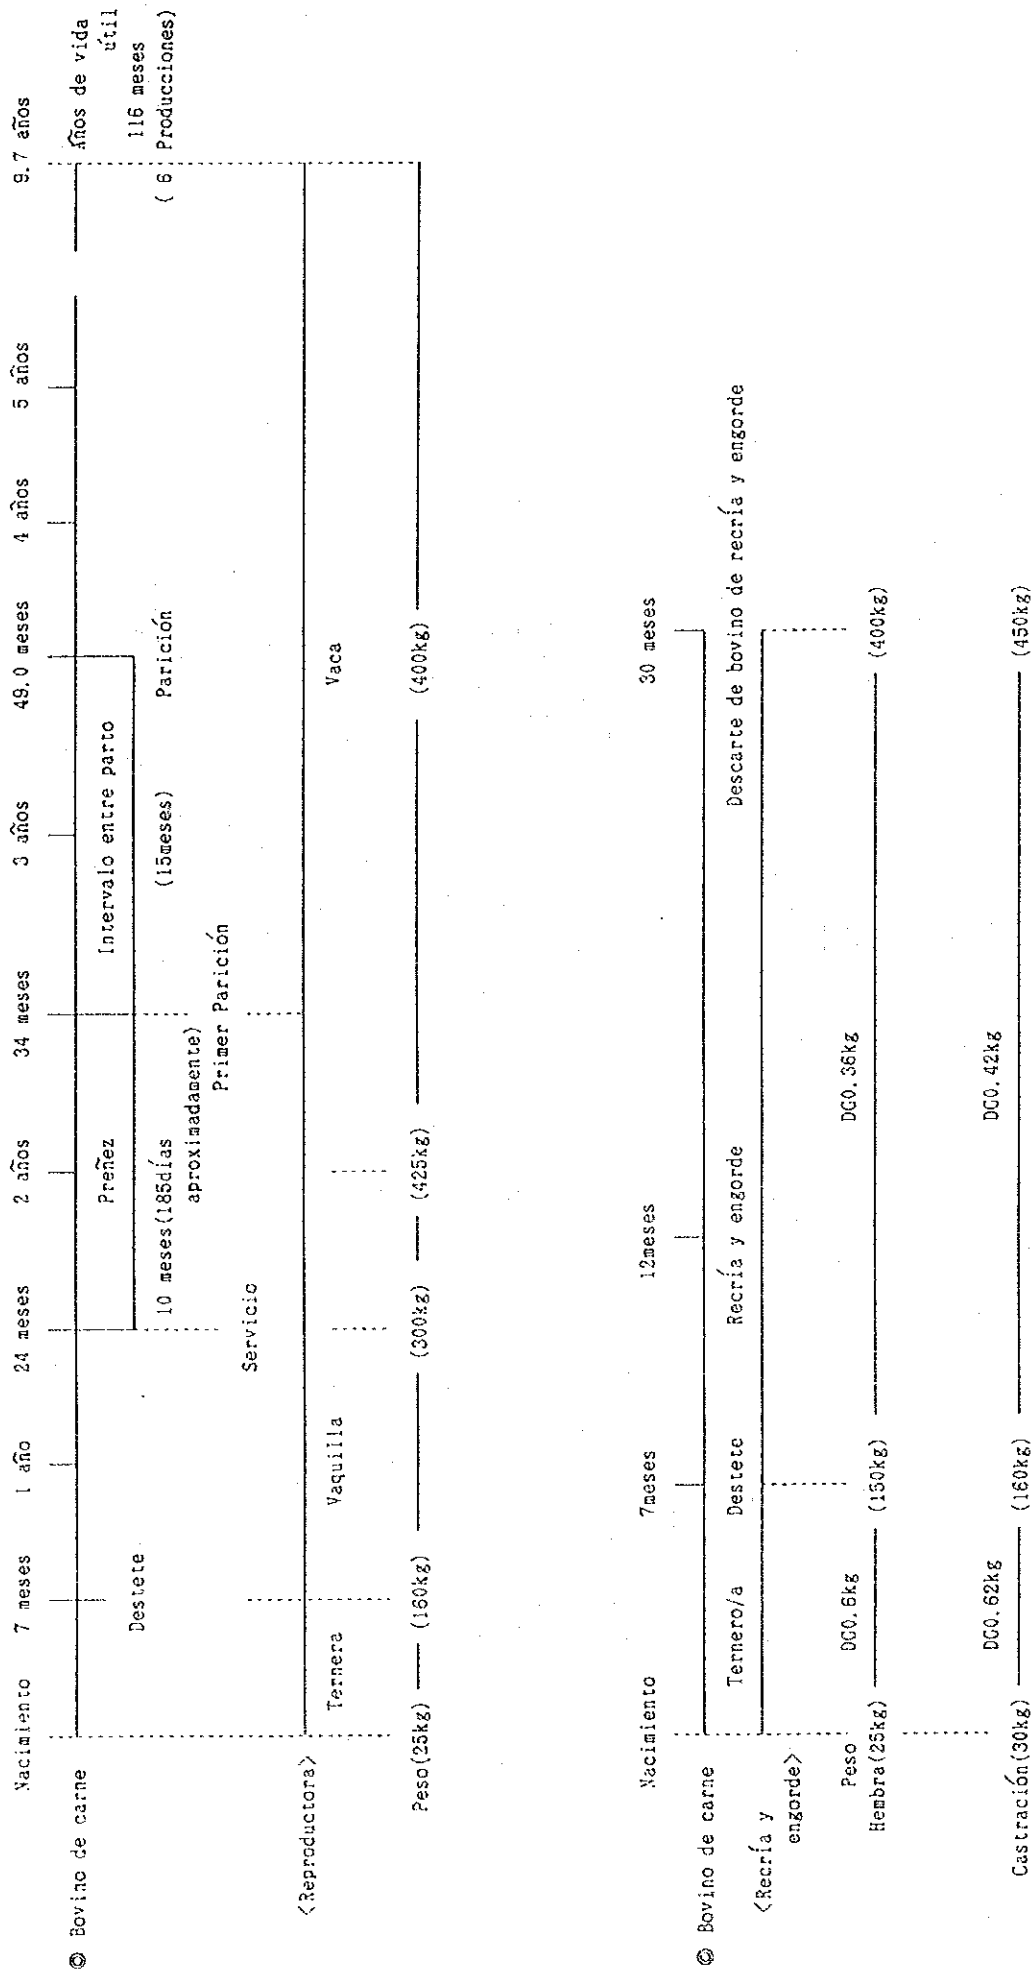 Nacimiento 7 meses 1 año 24 meses 2 años 34 meses 3 años 49.0 meses 4 años 5 años 9.7 años
© Bovino de carne
Años de vida
útil
Preñez Intervalo entre parto
Destete
116 meses
10 meses(185días (15meses) Parición ( 6 Producciones)
aproximadamente)
Primer Parición
Servicio
<Reproductora>
Ternera Vaquilla Vaca
Peso(25kg) (160kg) (300kg) (425kg) (400kg)
Nacimiento 7meses 12meses 30 meses
© Bovino de carne
Ternero/a Destete Recría y engorde Descarte de bovino de recría y engorde
<Recría y
engorde>
Peso DG0.6kg DG0.36kg
Hembra(25kg) (150kg) (400kg)
DG0.62kg DG0.42kg
Castración(30kg) (160kg) (450kg)